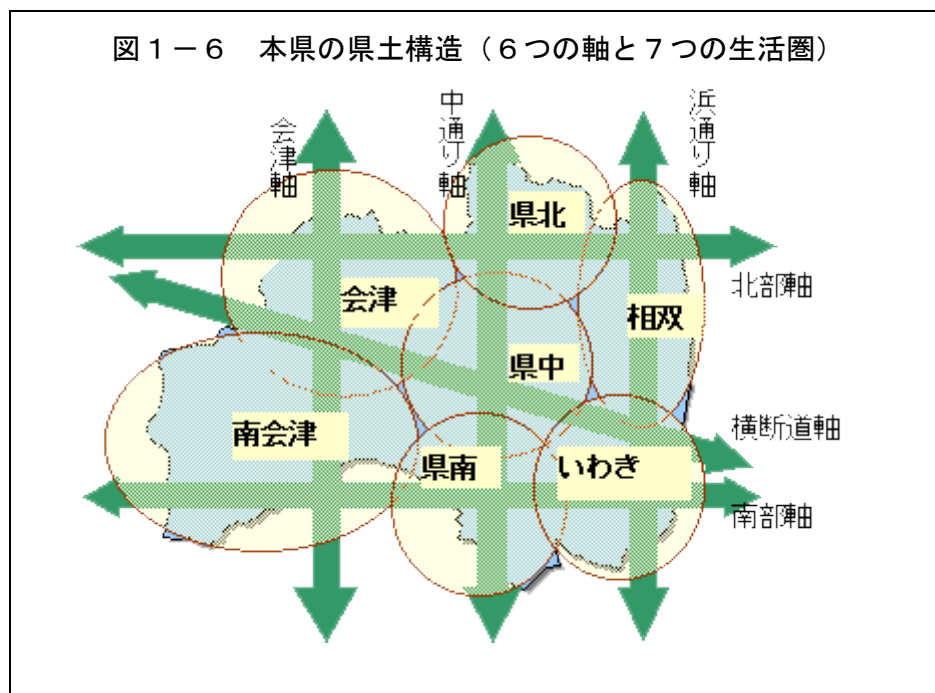 図1－6　本県の県土構造（6つの軸と7つの生活圏）
会津軸
中通り軸
浜通り軸
県北
北部軸
会津
相双
県中
横断道軸
南会津
県南
いわき
南部軸